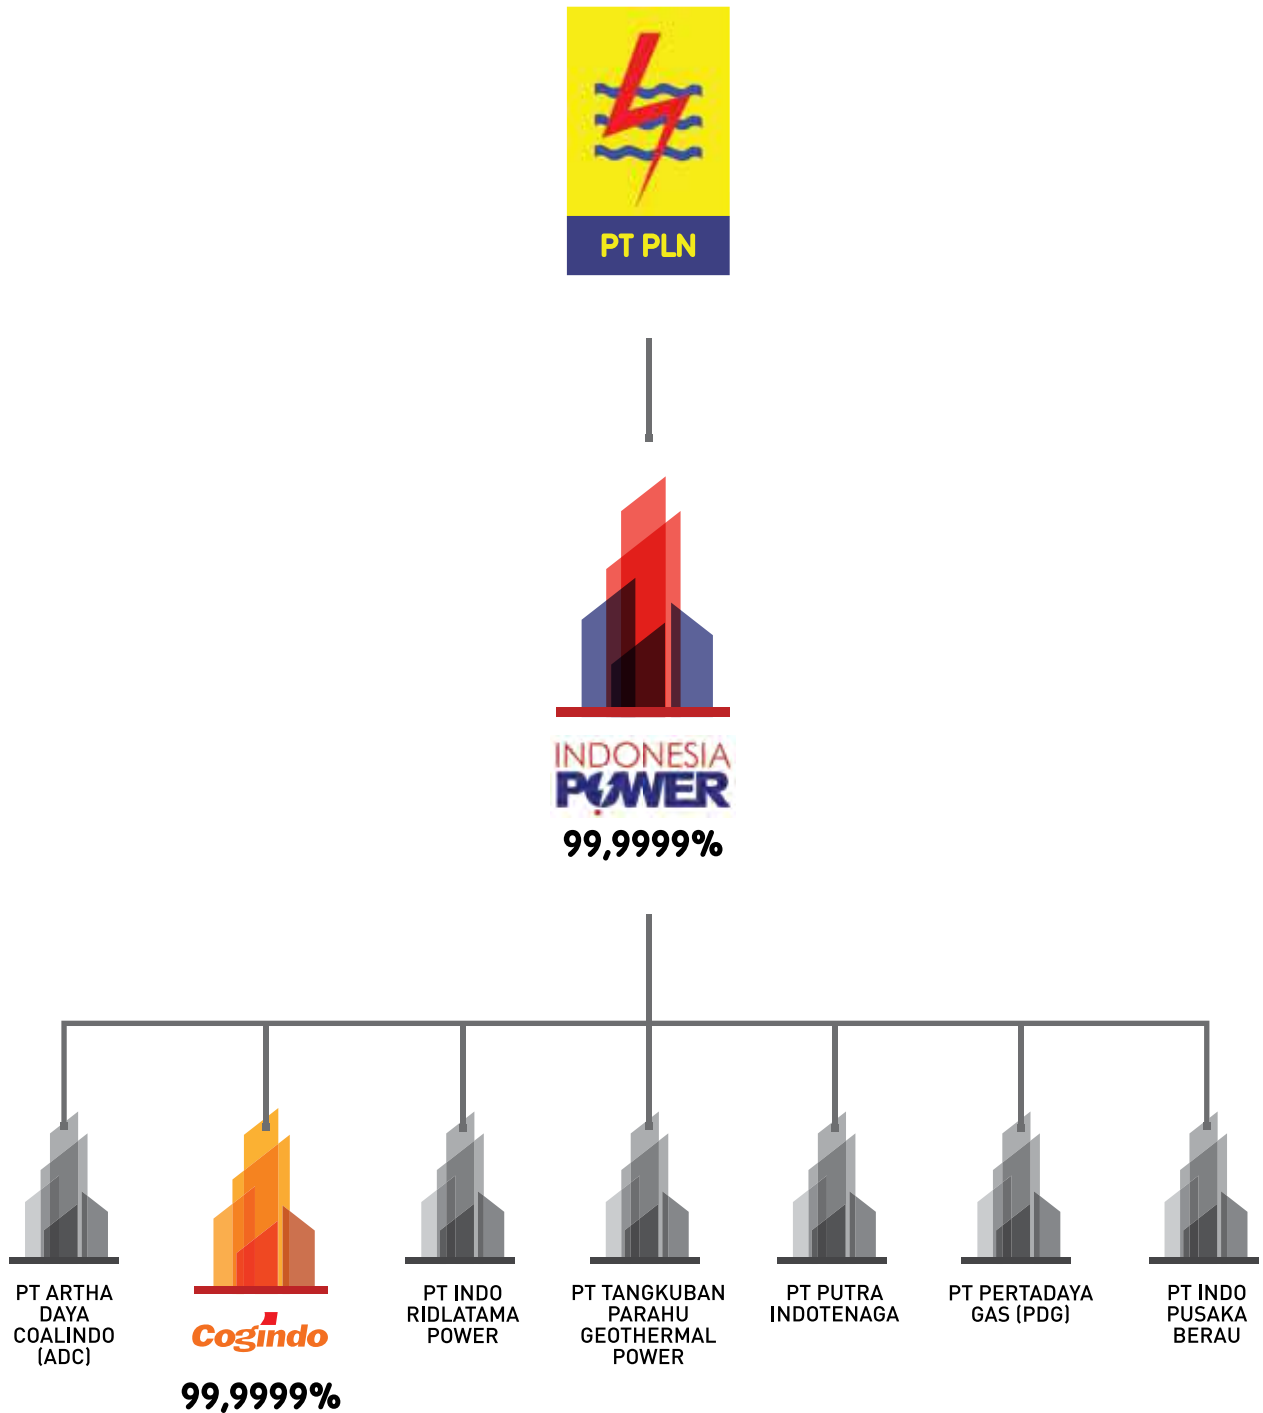 PT PLN
INDONESIA
POWER
99,9999%
PT ARTHA
DAYA
COALINDO
(ADC)
Cogindo
99,9999%
PT INDO
RIDLATAMA
POWER
PT TANGKUBAN
PARAHU
GEOTHERMAL
POWER
PT PUTRA
INDOTENAGA
PT PERTADAYA
GAS (PDG)
PT INDO
PUSAKA
BERAU